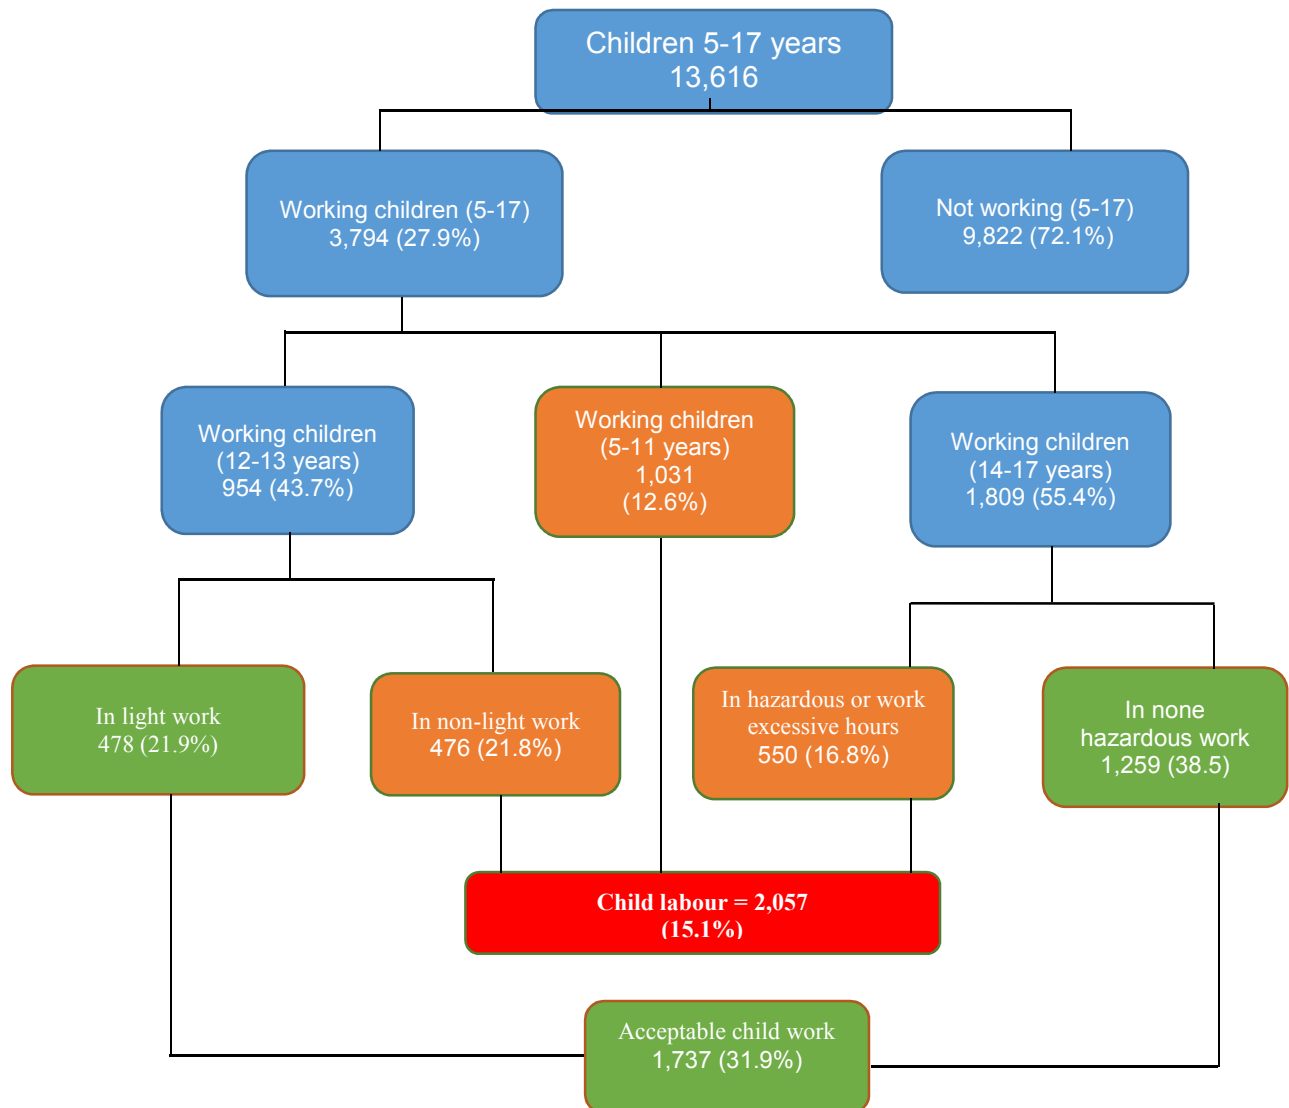 Children 5-17 years
13,616
Working children (5-17)
3,794 (27.9%)
Not working (5-17)
9,822 (72.1%)
Working children
(12-13 years)
954 (43.7%)
Working children
(5-11 years)
1,031
(12.6%)
Working children
(14-17 years)
1,809 (55.4%)
In light work
478 (21.9%)
In non-light work
476 (21.8%)
In hazardous or work
excessive hours
550 (16.8%)
In none
hazardous work
1,259 (38.5)
Child labour = 2,057
(15.1%)
Acceptable child work
1,737 (31.9%)